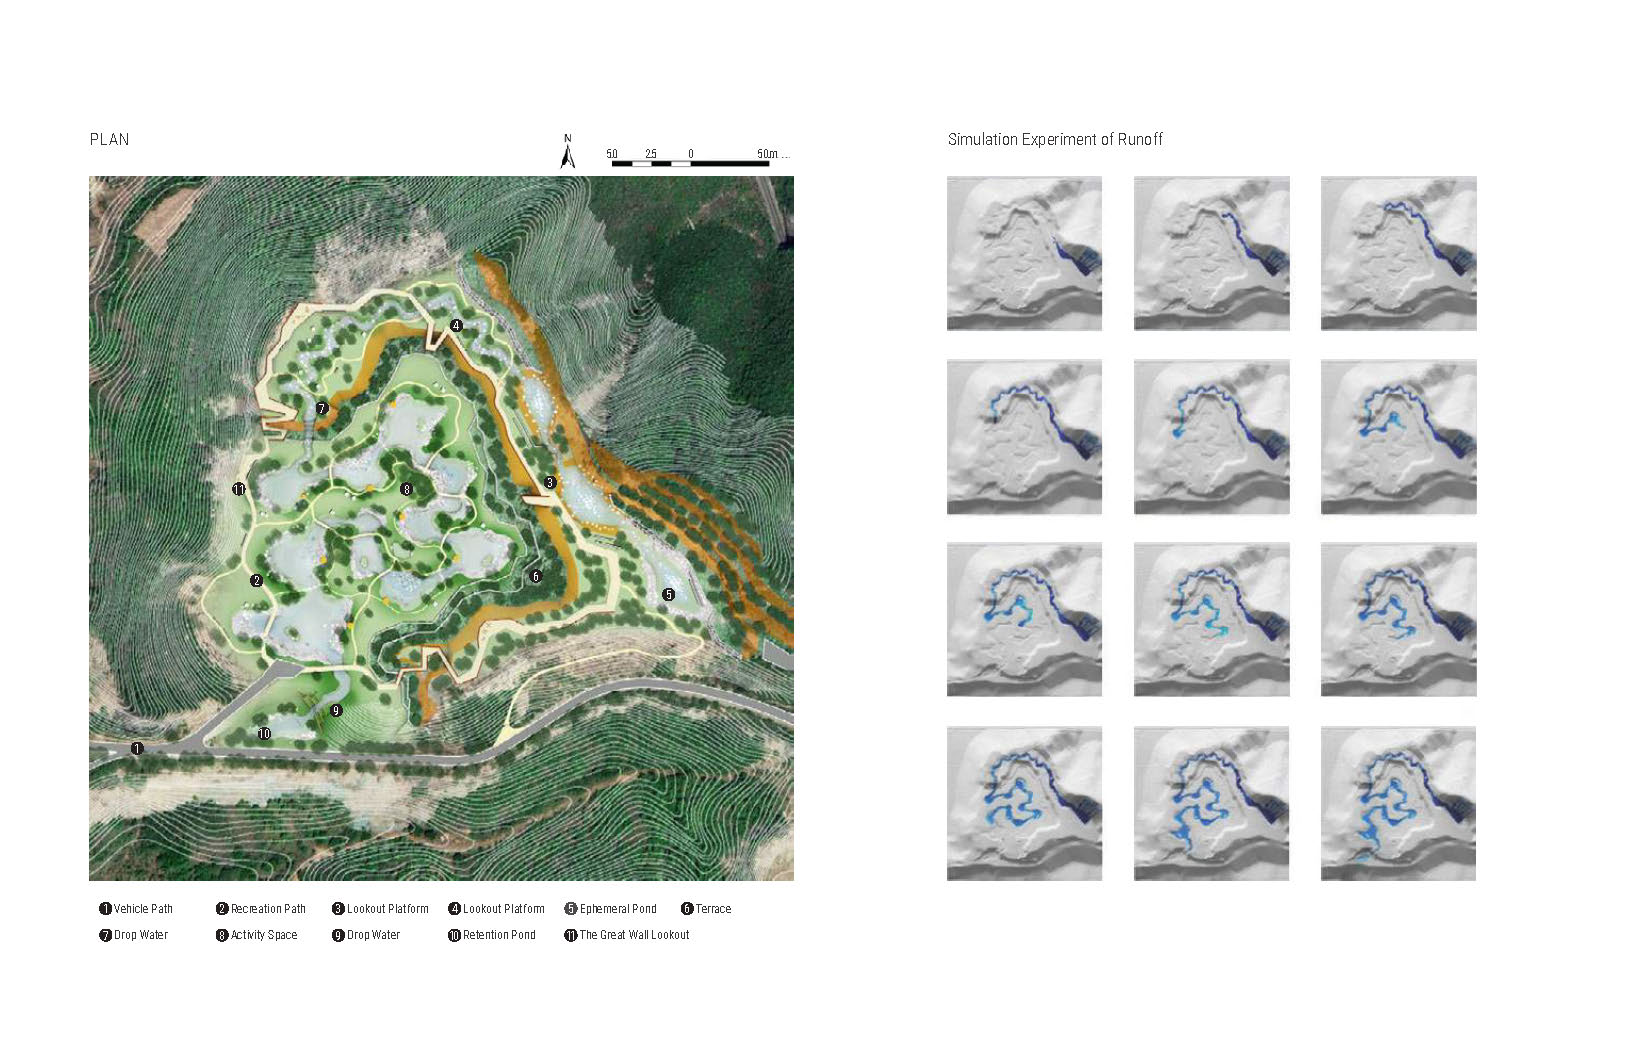 PLAN
N
50 25 0 50m ...
4
7
3
11
8
2
6
5
9
10
1
1 Vehicle Path 2 Recreation Path 3 Lookout Platform 4 Lookout Platform 5 Ephemeral Pond 6 Terrace
7 Drop Water 8 Activity Space 9 Drop Water 10 Retention Pond 11 The Great Wall Lookout
Simulation Experiment of Runoff